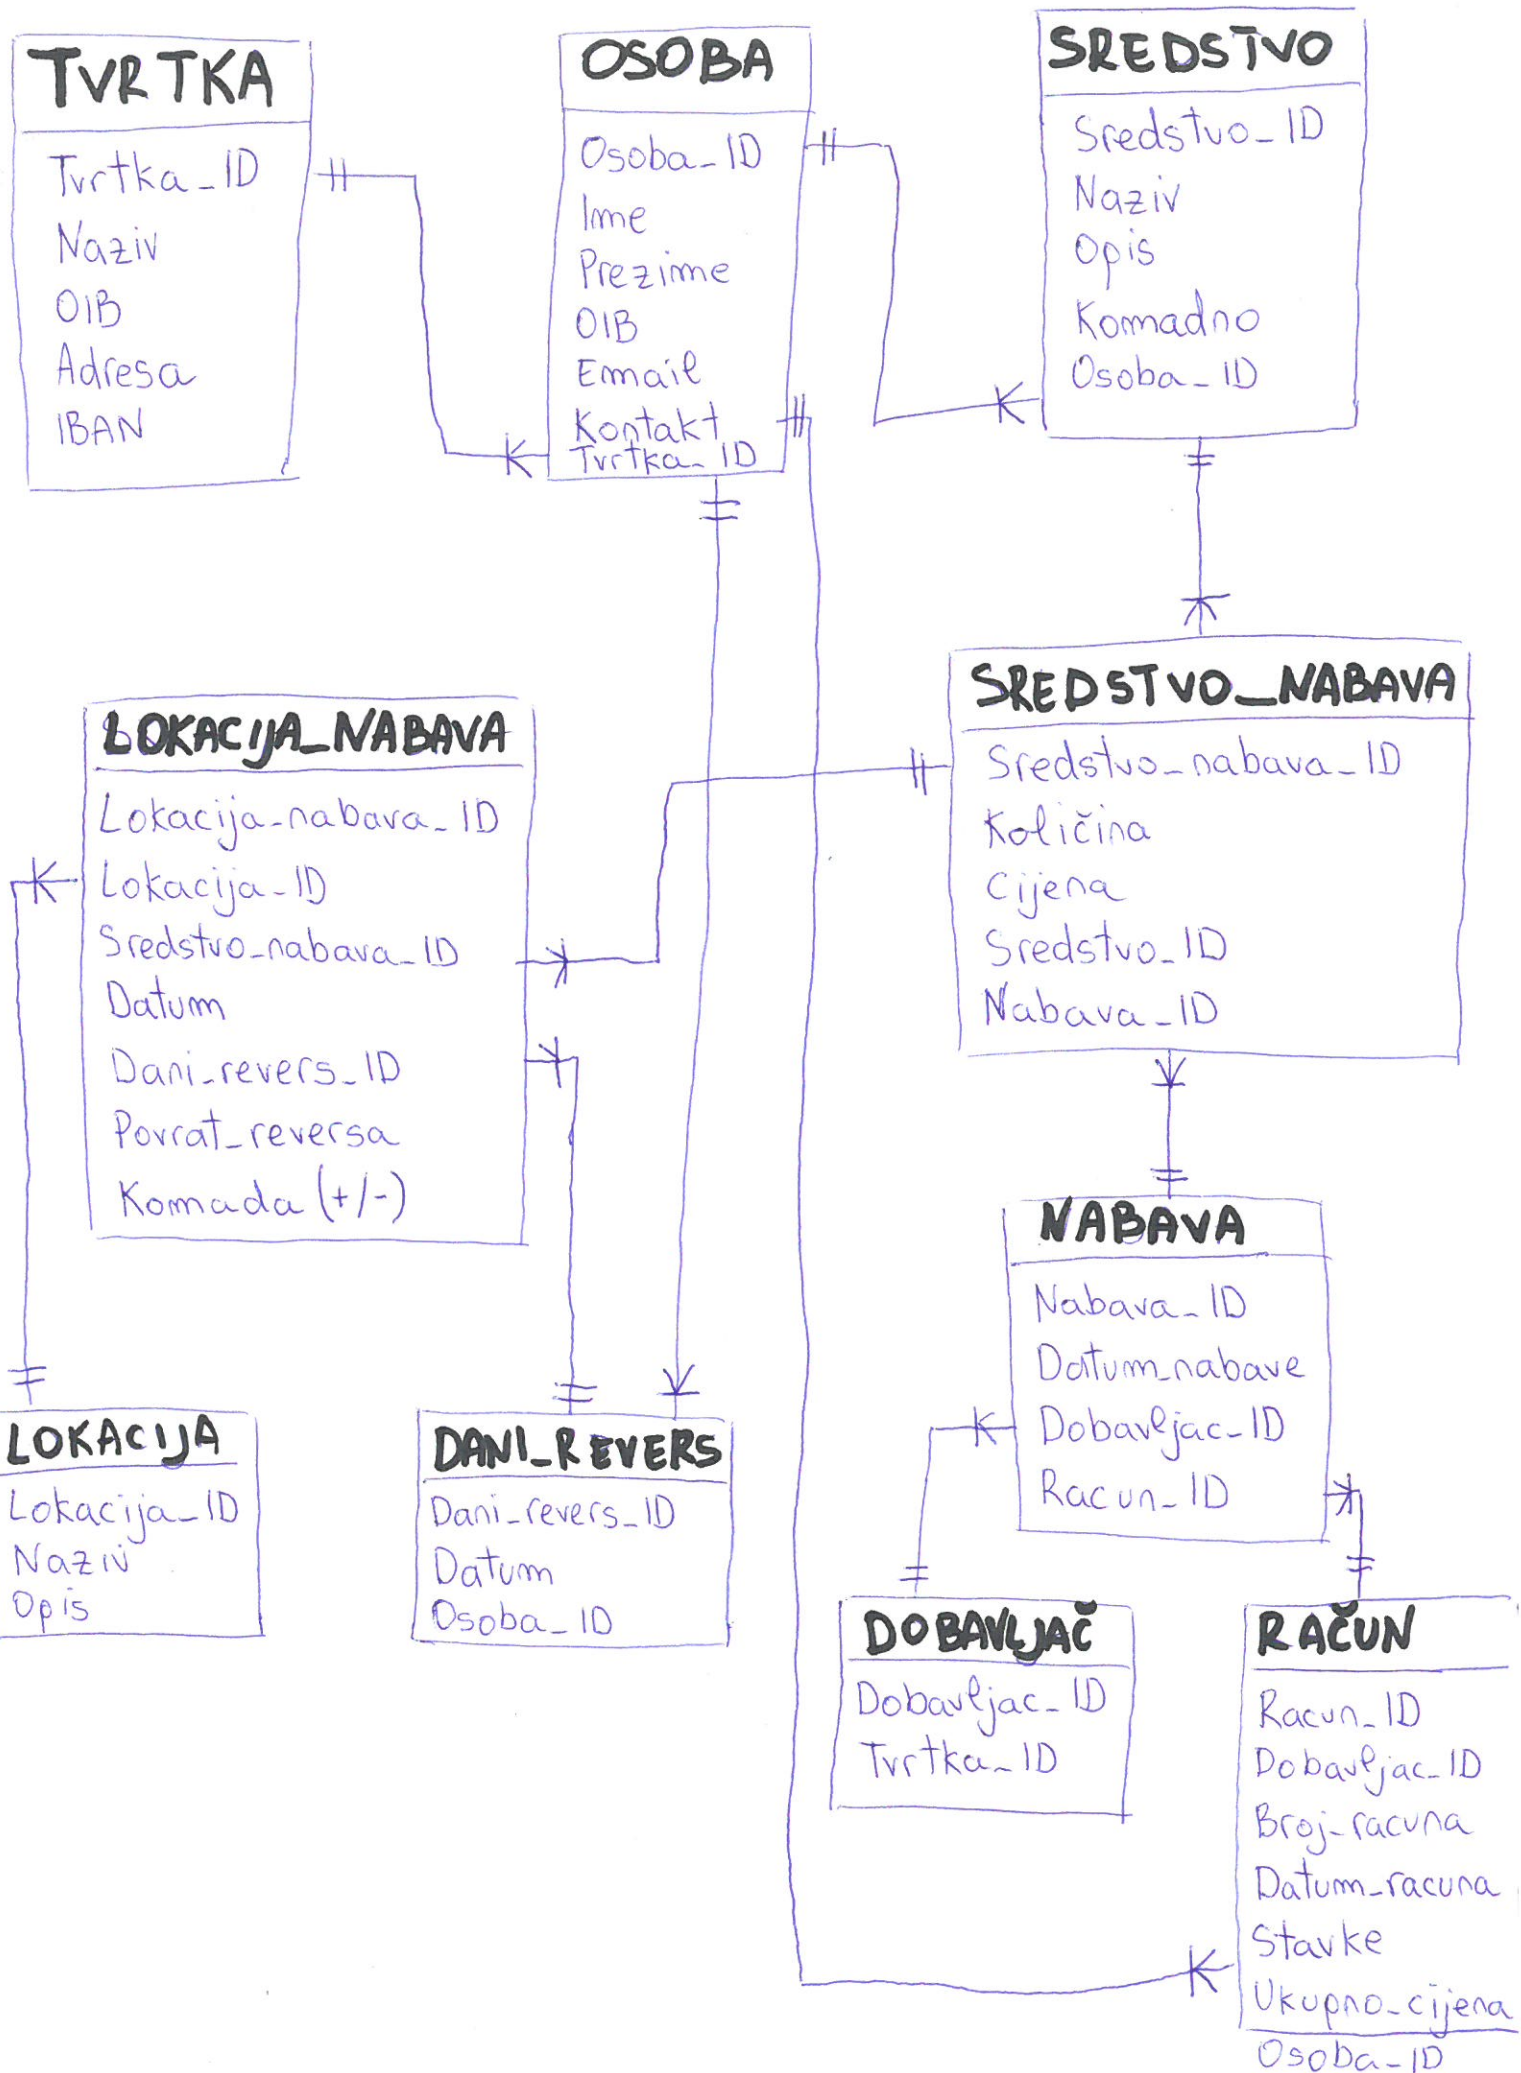 TVRTKA
Tvrtka_ID
Naziv
OIB
Adresa
IBAN
OSOBA
Osoba_ID
Ime
Prezime
OIB
Email
Kontakt
Tvrtka_ID
SREDSTVO
Sredstvo_ID
Naziv
Opis
Komadno
Osoba_ID
LOKACIJA_NABAVA
Lokacija_nabava_ID
Lokacija_ID
Sredstvo_nabava_ID
Datum
Dani_revers_ID
Povrat_reversa
Komada (+/-)
SREDSTVO_NABAVA
Sredstvo_nabava_ID
Količina
Cijena
Sredstvo_ID
Nabava_ID
NABAVA
Nabava_ID
Datum_nabave
Dobavljac_ID
Racun_ID
LOKACIJA
Lokacija_ID
Naziv
Opis
DANI_REVERS
Dani_revers_ID
Datum
Osoba_ID
DOBAVLJAČ
Dobavljac_ID
Tvrtka_ID
RAČUN
Racun_ID
Dobavljac_ID
Broj_racuna
Datum_racuna
Stavke
Ukupno_cijena
Osoba_ID